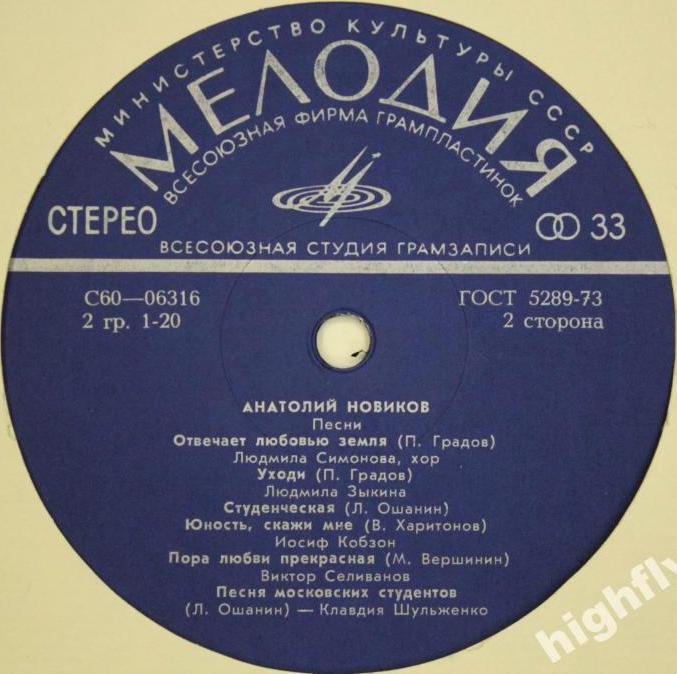 МИНИСТЕРСТВО КУЛЬТУРЫ СССР
МЕЛОДИЯ
ВСЕСОЮЗНАЯ ФИРМА ГРАМПЛАСТИНОК
СТЕРЕО
33
ВСЕСОЮЗНАЯ СТУДИЯ ГРАМЗАПИСИ
С60—06316
ГОСТ 5289-73
2 гр. 1-20
2 сторона
АНАТОЛИЙ НОВИКОВ
Песни
Отвечает любовью земля (П. Градов)
Людмила Симонова, хор
Уходи (П. Градов)
Людмила Зыкина
Студенческая (Л. Ошанин)
Юность, скажи мне (В. Харитонов)
Иосиф Кобзон
Пора любви прекрасная (М. Вершинин)
Виктор Селиванов
Песня московских студентов
(Л. Ошанин) — Клавдия Шульженко